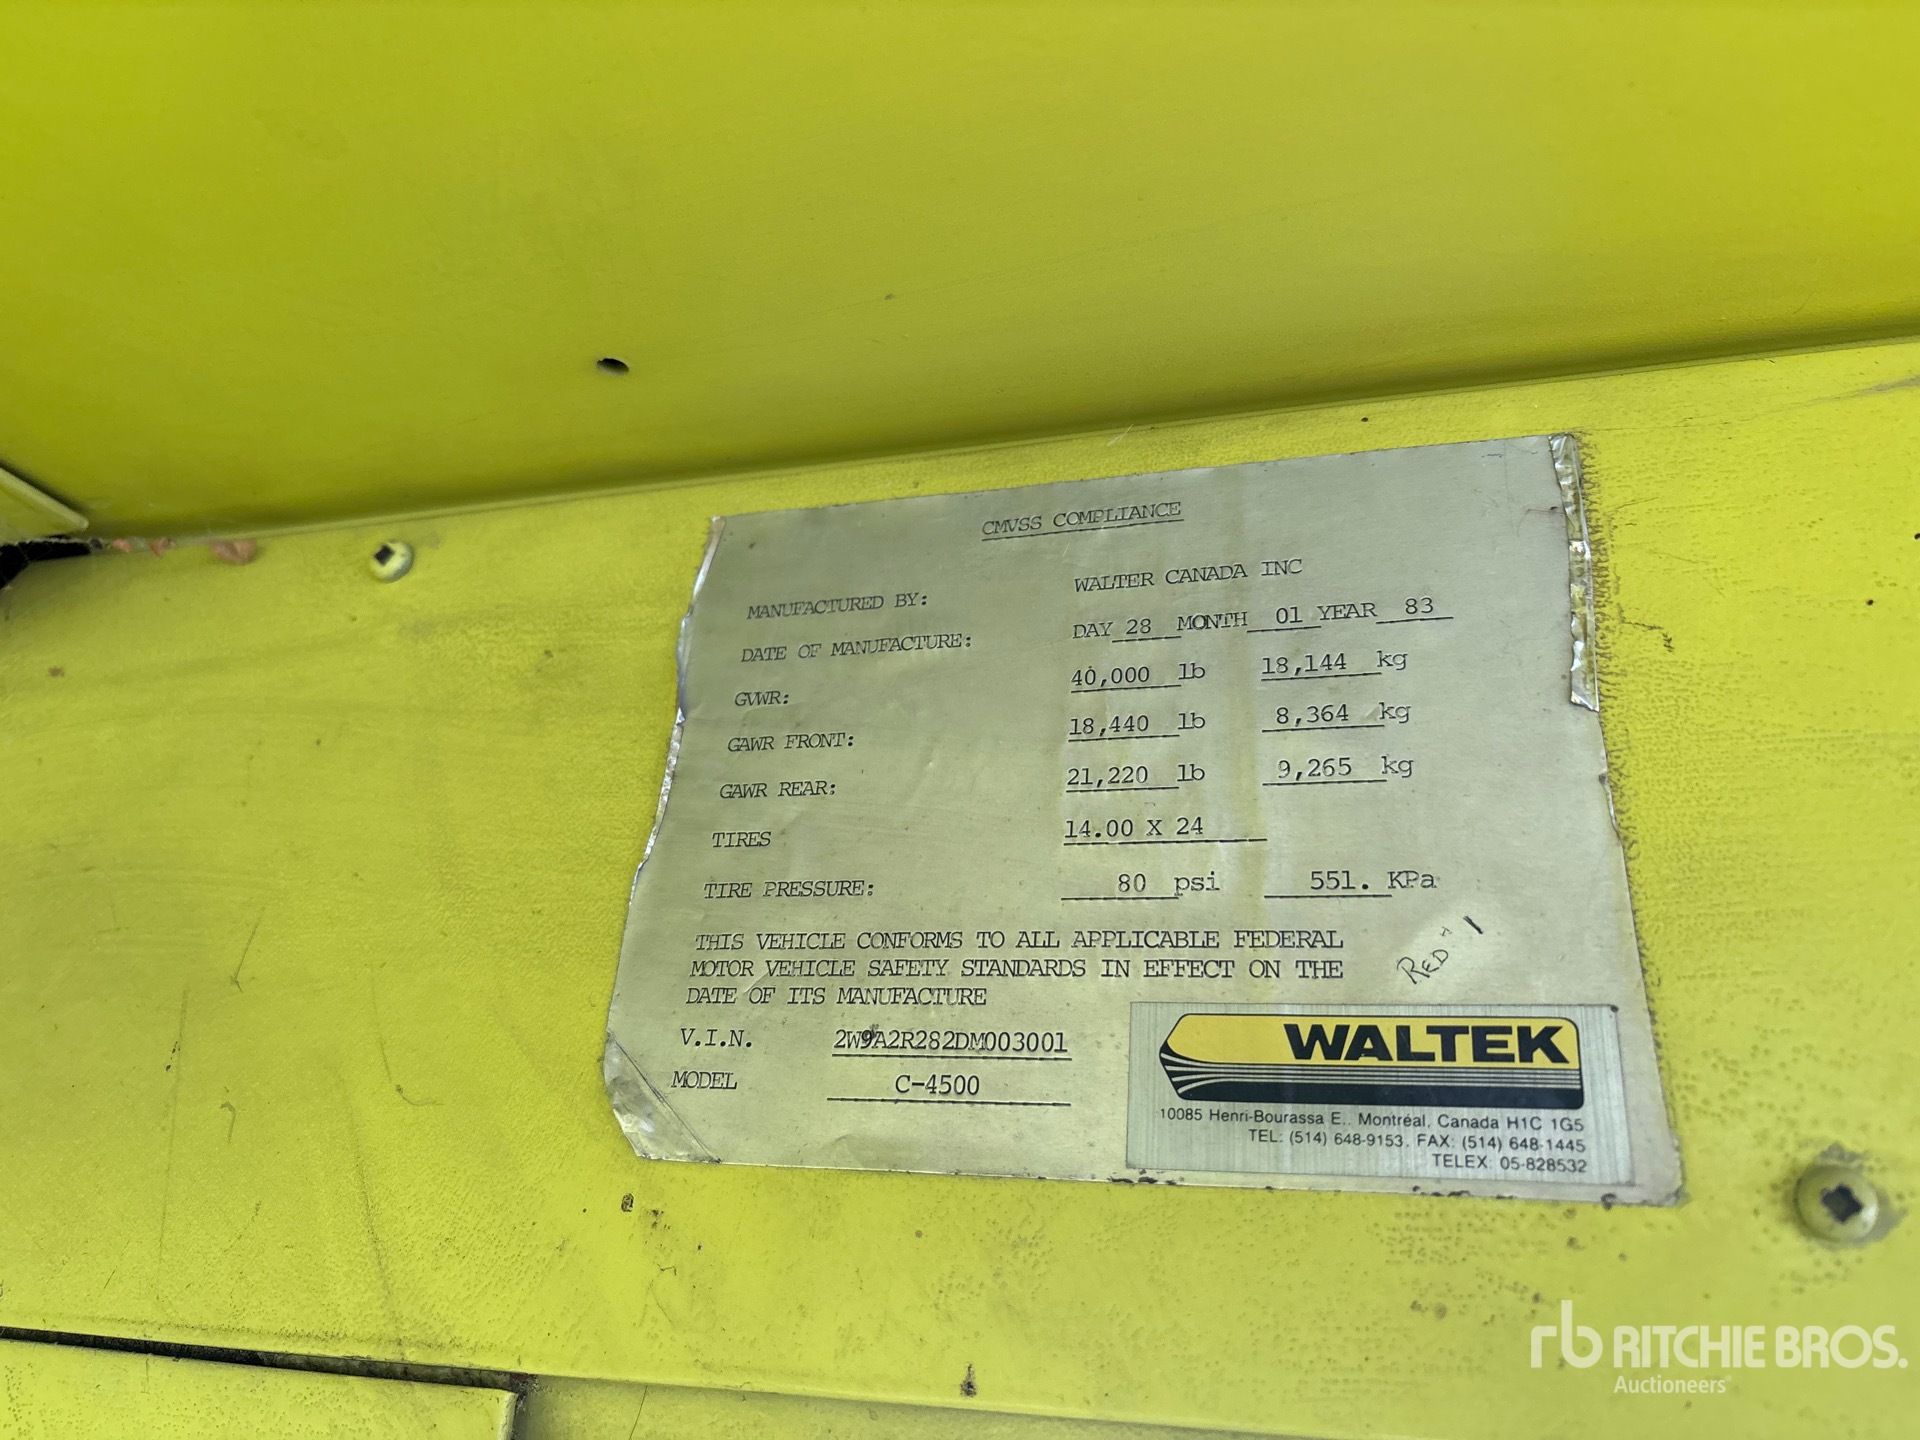 CMVSS COMPLIANCE
MANUFACTURED BY: WALTER CANADA INC
DATE OF MANUFACTURE: DAY 28 MONTH 01 YEAR 83
GVWR: 40,000 lb 18,144 kg
GAWR FRONT: 18,440 lb 8,364 kg
GAWR REAR: 21,220 lb 9,265 kg
TIRES 14.00 X 24
TIRE PRESSURE: 80 psi 551. KPa
THIS VEHICLE CONFORMS TO ALL APPLICABLE FEDERAL
MOTOR VEHICLE SAFETY STANDARDS IN EFFECT ON THE
DATE OF ITS MANUFACTURE
RED 1
V.I.N. 2W9A2R282DM003001
MODEL C-4500
WALTEK
10085 Henri-Bourassa E., Montréal, Canada H1C 1G5
TEL: (514) 648-9153, FAX: (514) 648-1445
TELEX: 05-828532
rb RITCHIE BROS.
Auctioneers